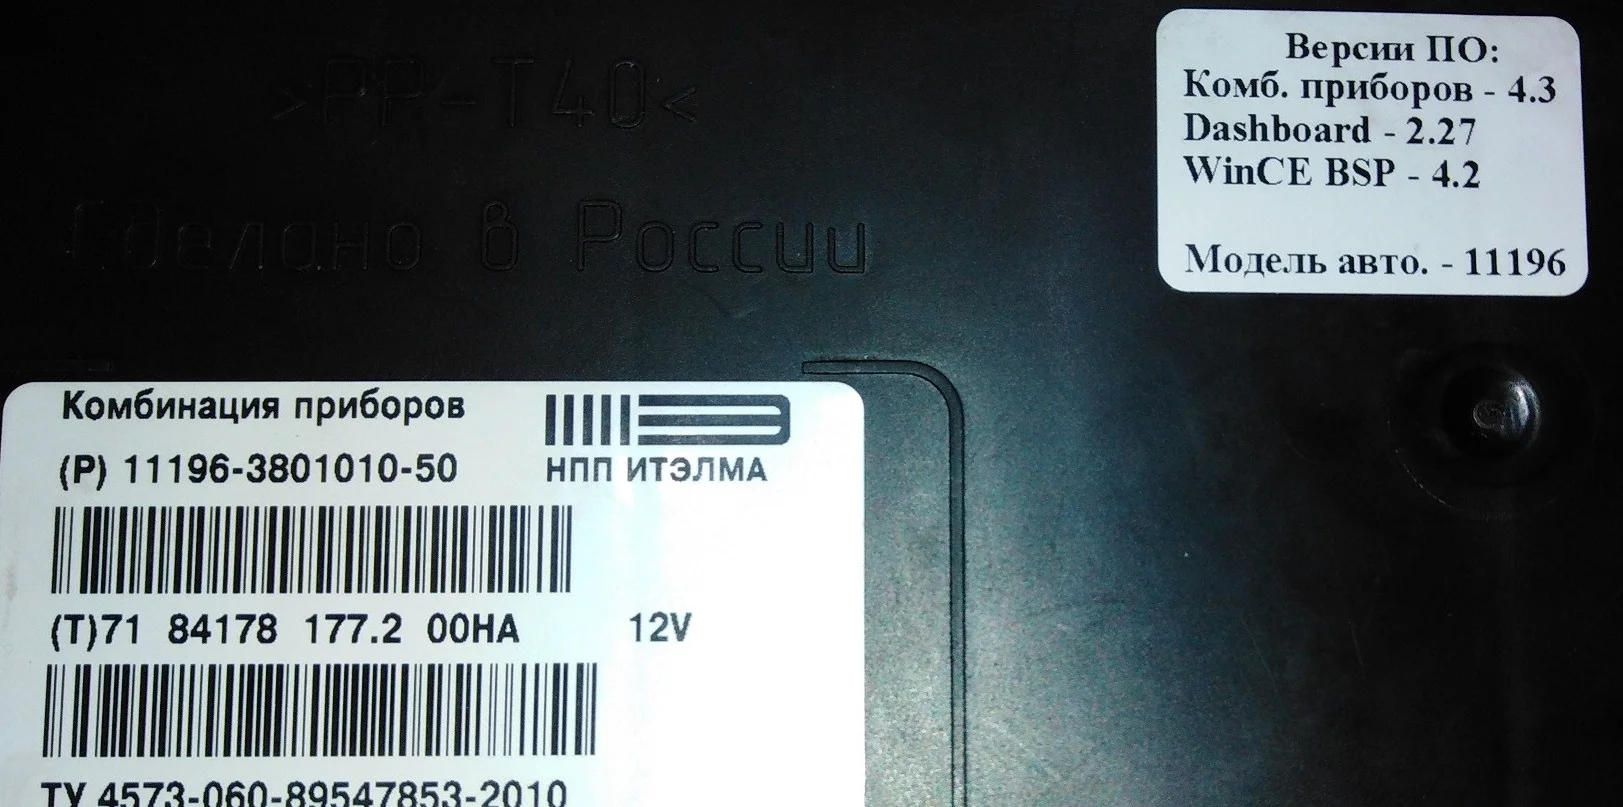 >PP-T40<
Сделано в России
Версии ПО:
Комб. приборов - 4.3
Dashboard - 2.27
WinCE BSP - 4.2
Модель авто. - 11196
Комбинация приборов
(P) 11196-3801010-50
НПП ИТЭЛМА
(T)71 84178 177.2 00HA 12V
ТУ 4573-060-89547853-2010